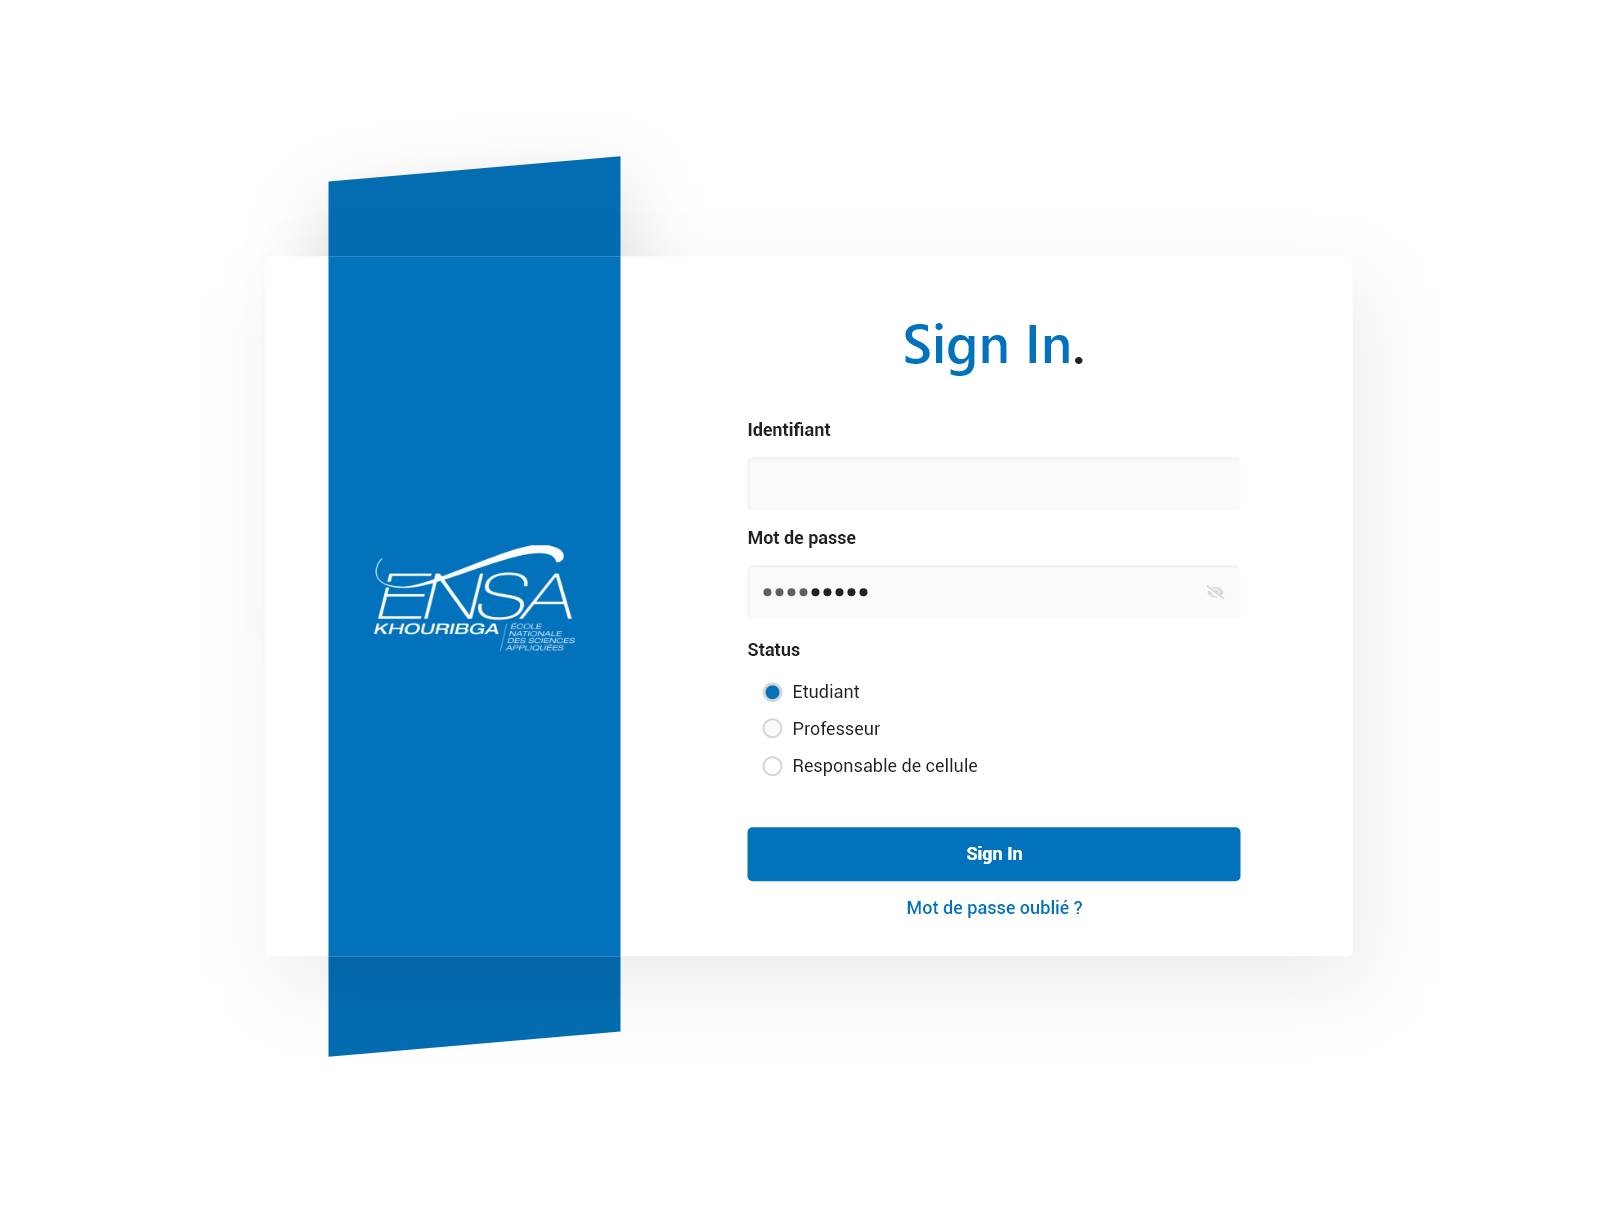 Sign In.
Identifiant
Mot de passe
•••••••••
Status
Etudiant
Professeur
Responsable de cellule
Sign In
Mot de passe oublié ?
ENSA
KHOURIBGA
ÉCOLE
NATIONALE
DES SCIENCES
APPLIQUÉES